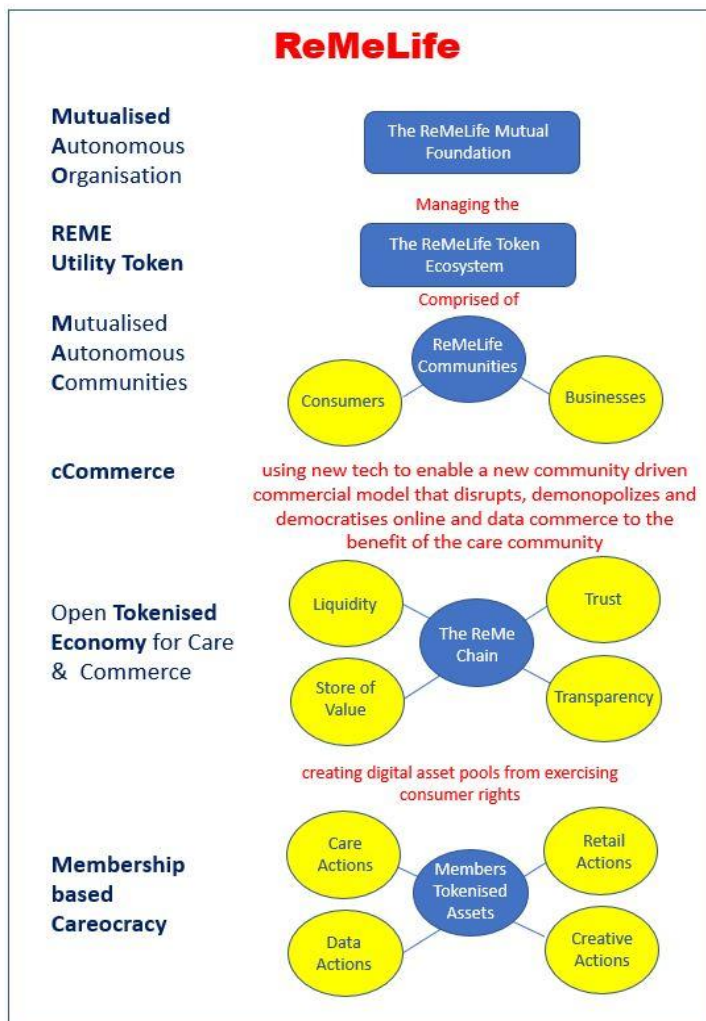 ReMeLife
Mutualised
Autonomous
Organisation
The ReMeLife Mutual
Foundation
Managing the
REME
Utility Token
The ReMeLife Token
Ecosystem
Comprised of
Mutualised
Autonomous
Communities
ReMeLife
Communities
Consumers
Businesses
cCommerce
using new tech to enable a new community driven
commercial model that disrupts, demonopolizes and
democratises online and data commerce to the
benefit of the care community
Open Tokenised
Economy for Care
& Commerce
Liquidity
Trust
The ReMe
Chain
Store of
Value
Transparency
creating digital asset pools from exercising
consumer rights
Membership
based
Careocracy
Care
Actions
Retail
Actions
Members
Tokenised
Assets
Data
Actions
Creative
Actions